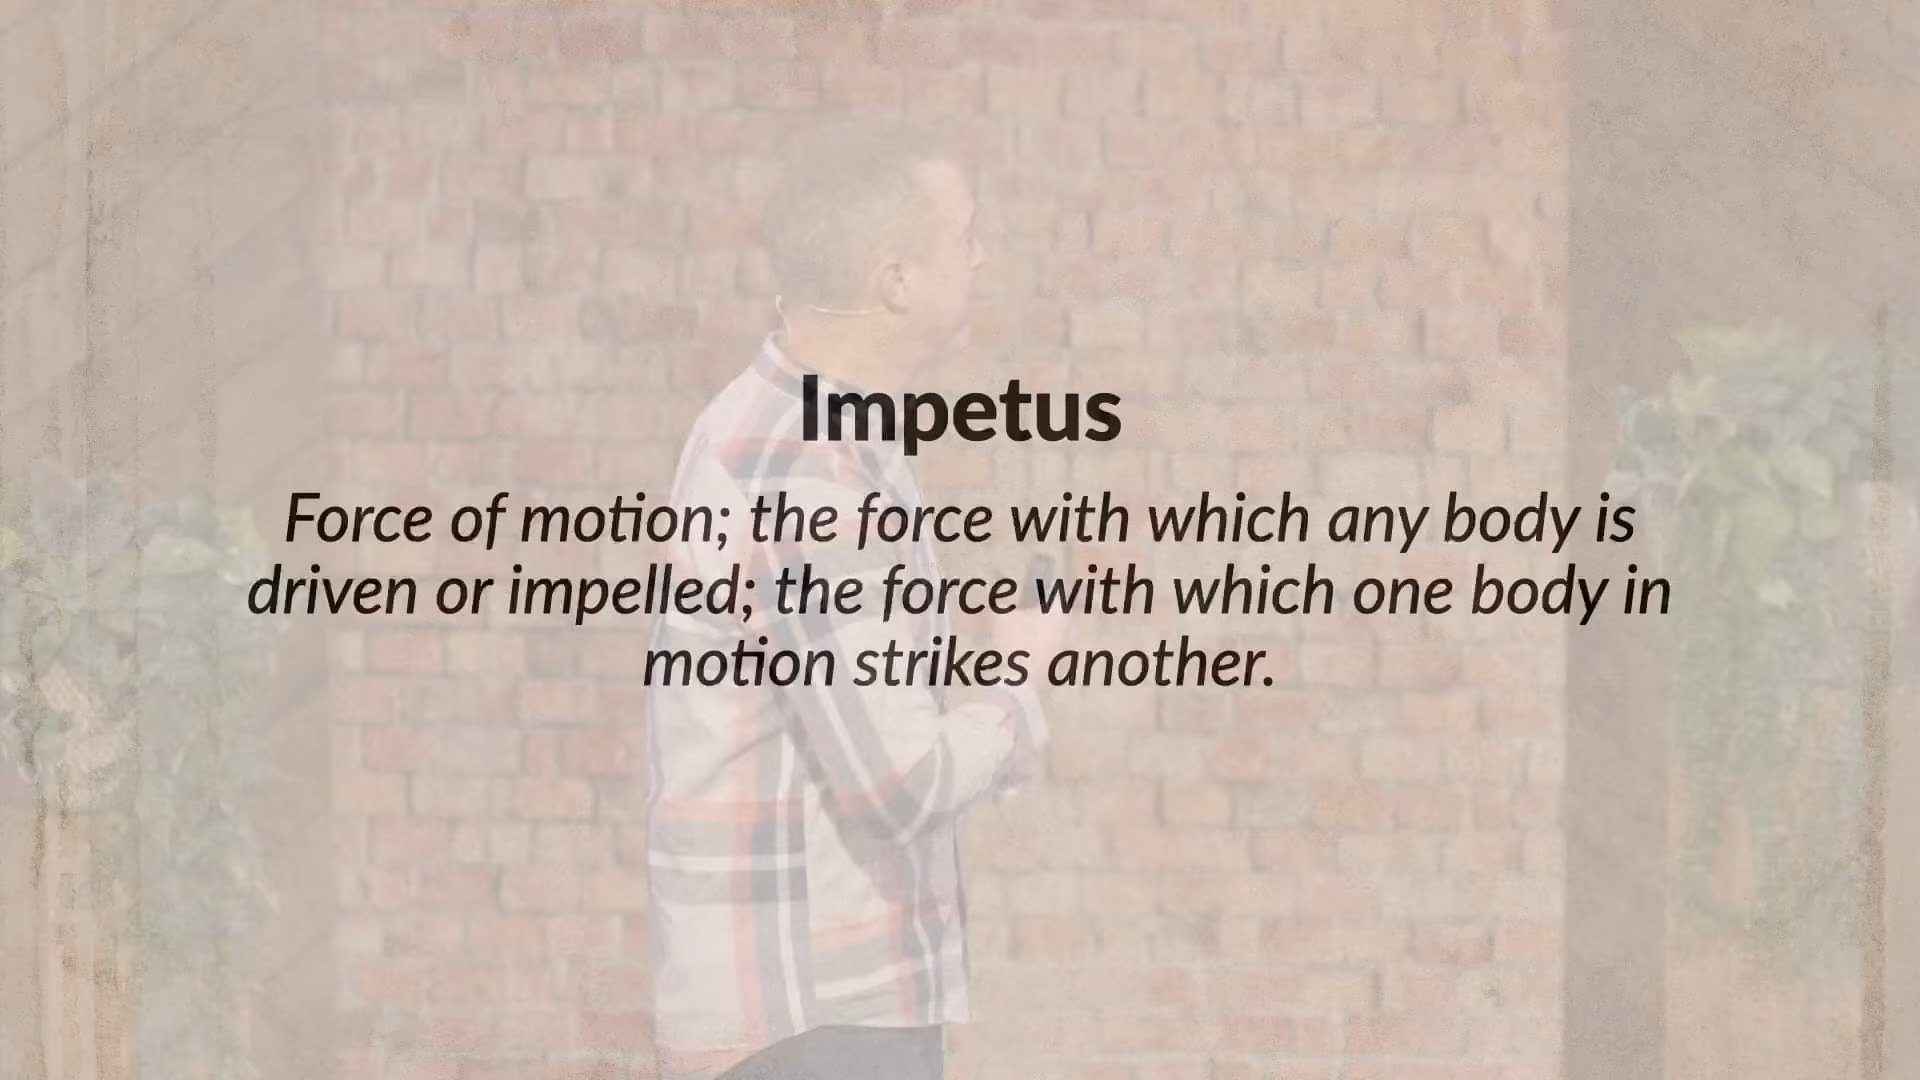 Impetus
Force of motion; the force with which any body is
driven or impelled; the force with which one body in
motion strikes another.